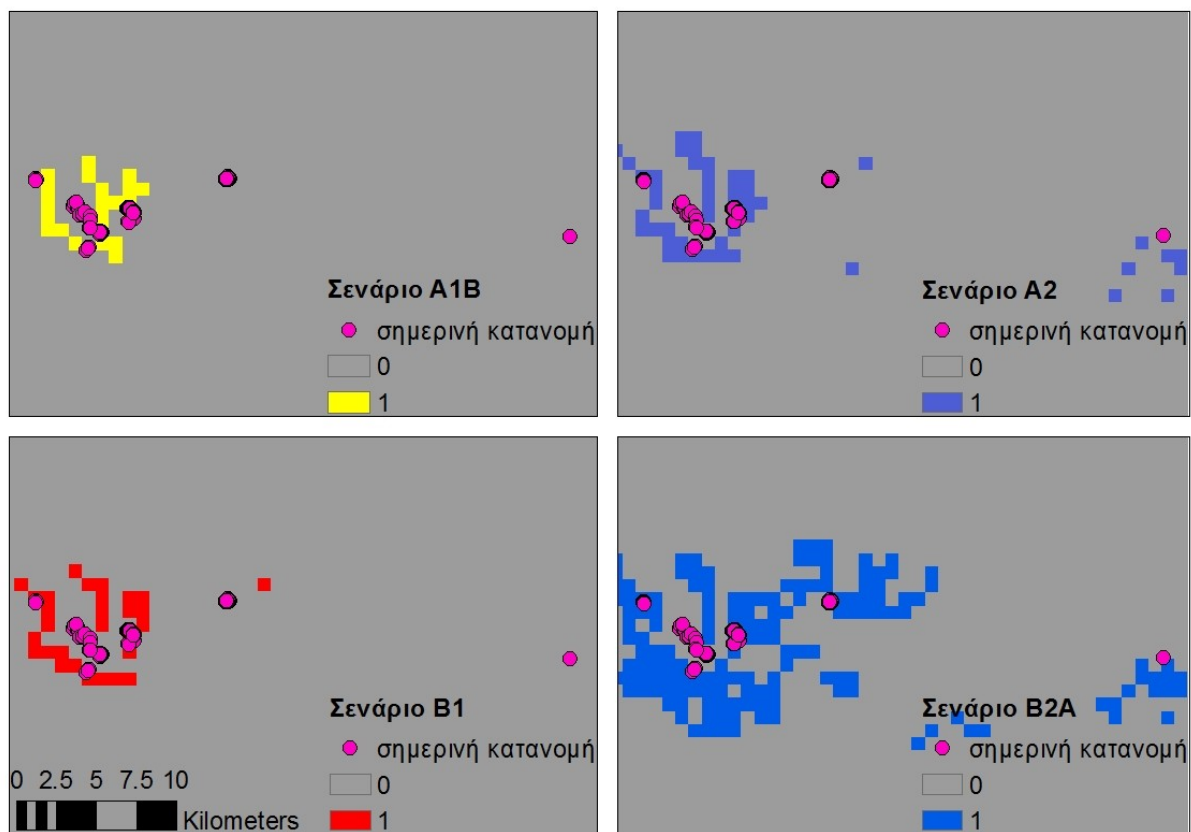 Σενάριο A1B
σημερινή κατανομή
0
1
Σενάριο A2
σημερινή κατανομή
0
1
Σενάριο B1
σημερινή κατανομή
0
1
0 2.5 5 7.5 10
Kilometers
Σενάριο B2A
σημερινή κατανομή
0
1